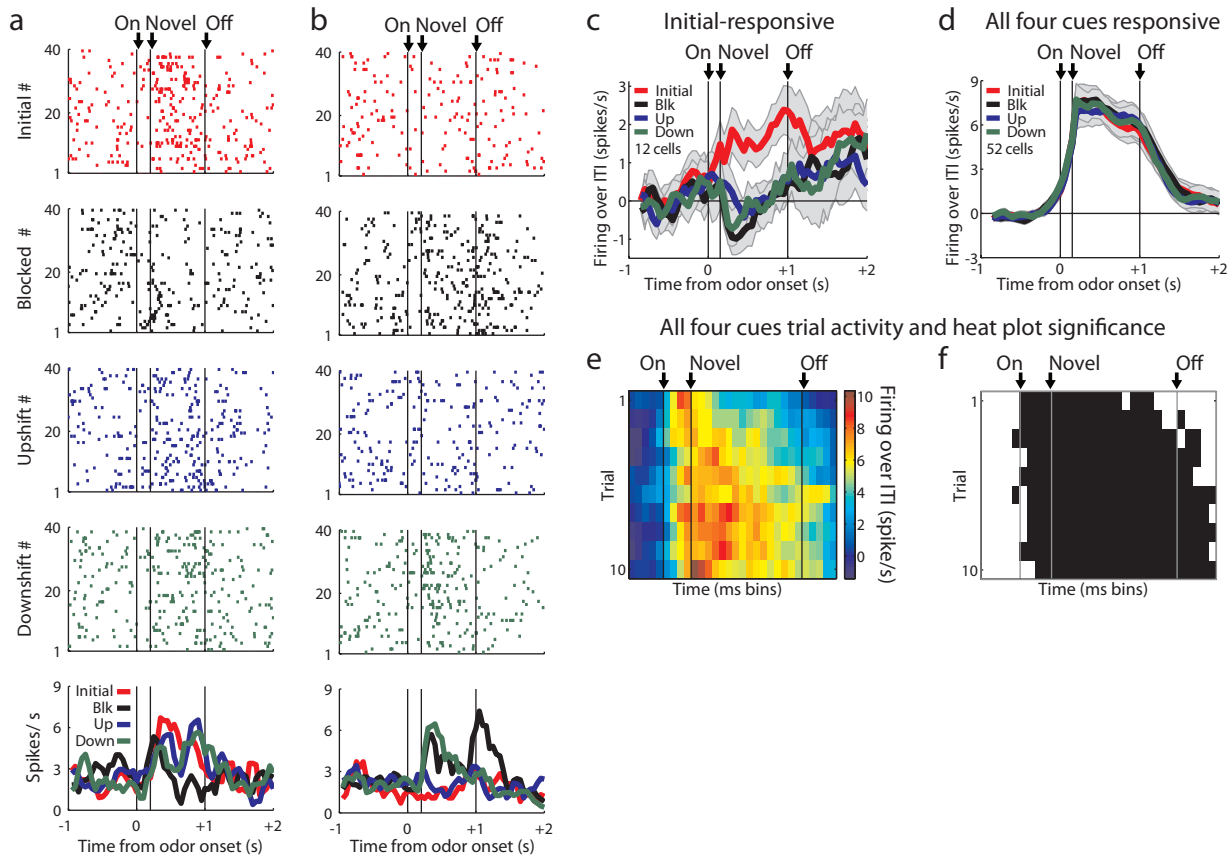 a
On Novel Off
40
20
1
Initial #
Blocked #
40
20
1
Upshift #
40
20
1
Downshift #
40
20
1
Spikes/ s
9
6
3
0
Initial
Blk
Up
Down
-1 0 +1 +2
Time from odor onset (s)
b
On Novel Off
40
20
1
40
20
1
40
20
1
40
20
1
9
6
3
0
-1 0 +1 +2
Time from odor onset (s)
c
Initial-responsive
On Novel Off
Firing over ITI (spikes/s)
3
2
1
0
-1
Initial
Blk
Up
Down
12 cells
-1 0 +1 +2
Time from odor onset (s)
d
All four cues responsive
On Novel Off
Firing over ITI (spikes/s)
9
6
3
0
-3
Initial
Blk
Up
Down
52 cells
-1 0 +1 +2
Time from odor onset (s)
All four cues trial activity and heat plot significance
e
On Novel Off
Trial
1
10
Time (ms bins)
10
8
6
4
2
0
Firing over ITI (spike/s)
f
On Novel Off
Trial
1
10
Time (ms bins)